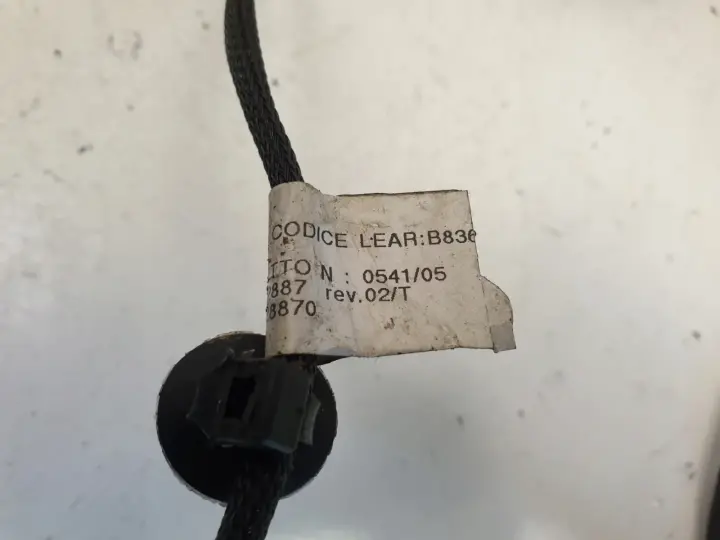 CODICE LEAR:B836
ITTO N : 0541/05
887 rev.02/T
8870